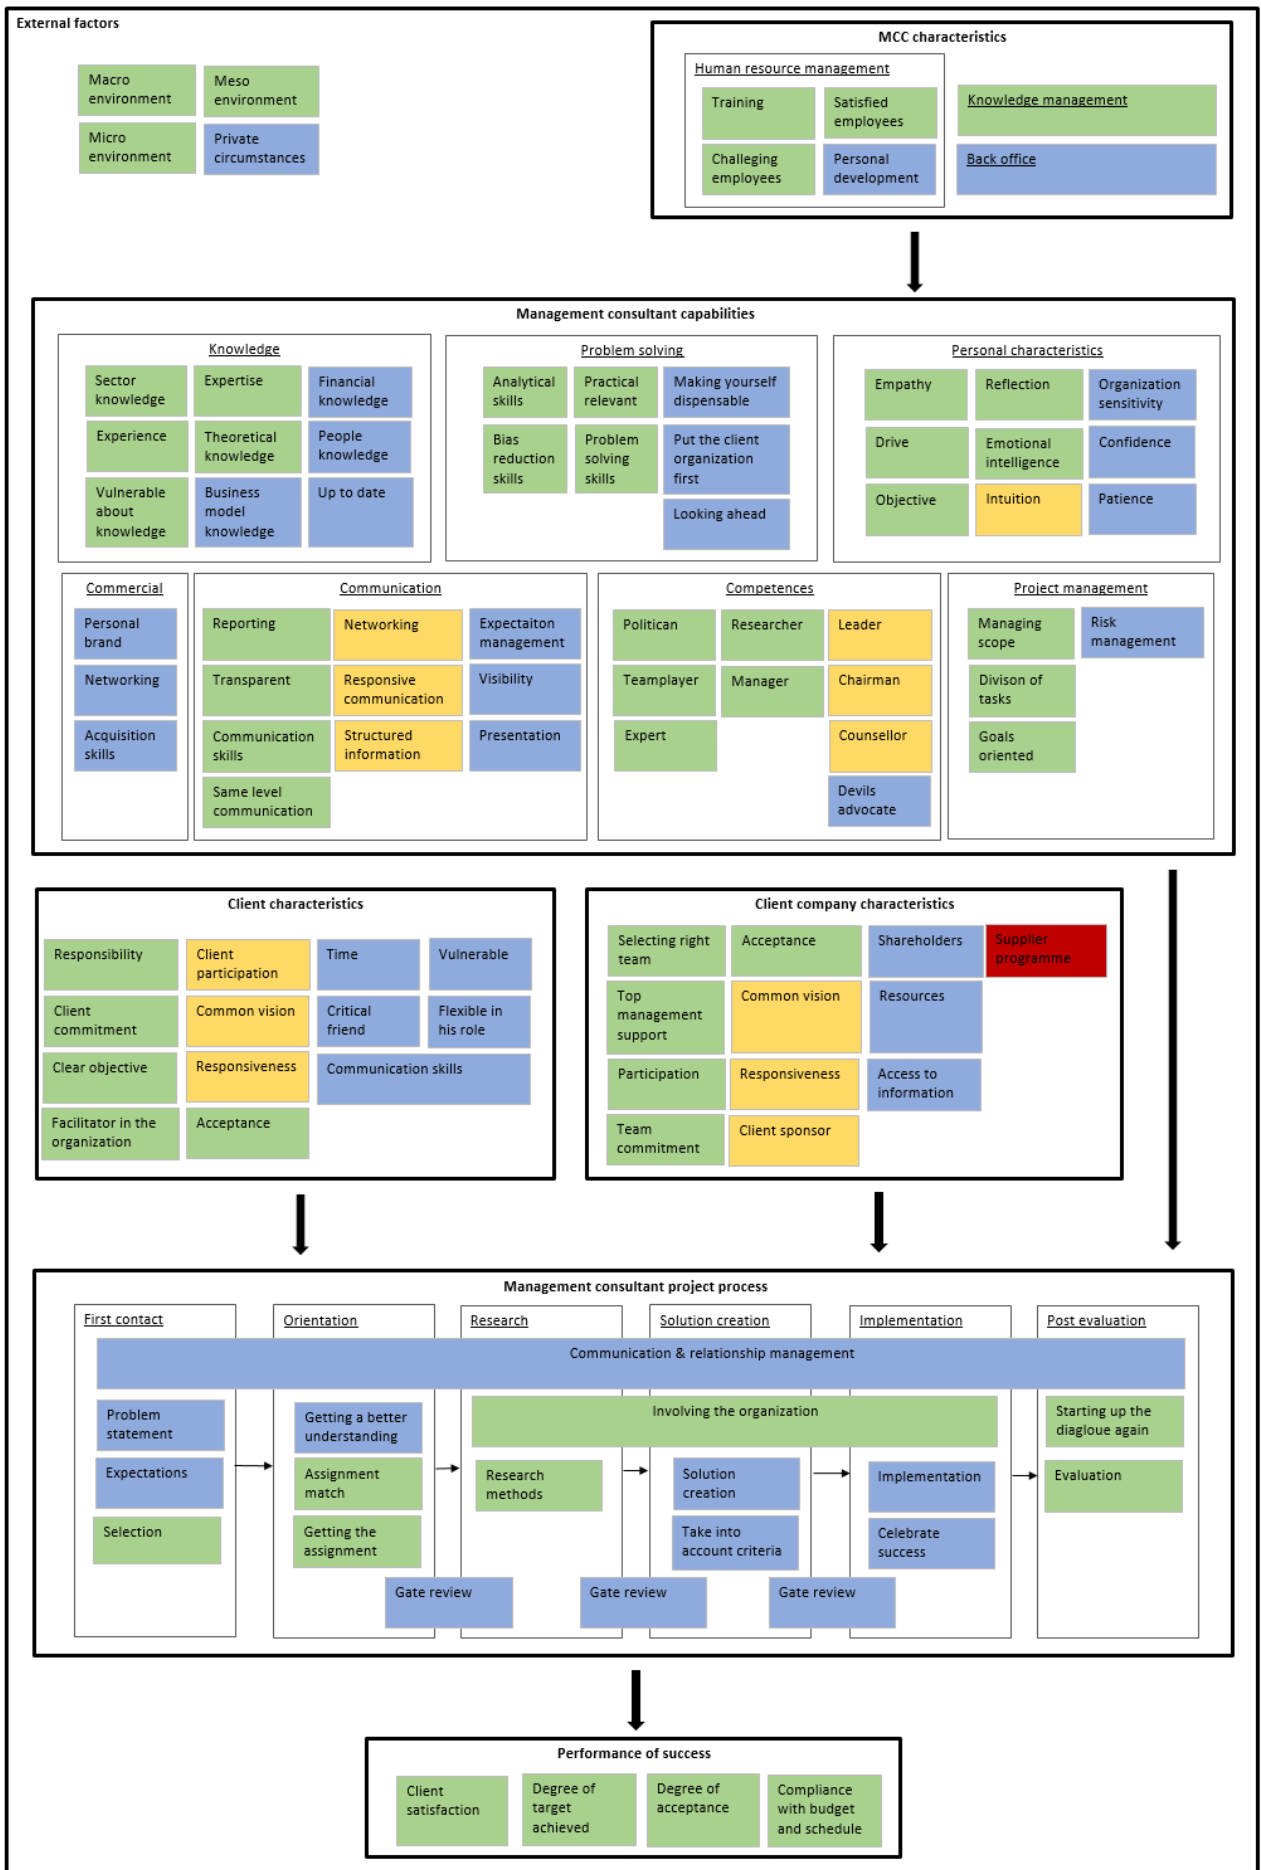 External factors
Macro
environment
Meso
environment
Micro
environment
Private
circumstances
MCC characteristics
Human resource management
Training
Satisfied
employees
Challeging
employees
Personal
development
Knowledge management
Back office
Management consultant capabilities
Knowledge
Sector
knowledge
Expertise
Financial
knowledge
Experience
Theoretical
knowledge
People
knowledge
Vulnerable
about
knowledge
Business
model
knowledge
Up to date
Problem solving
Analytical
skills
Practical
relevant
Making yourself
dispensable
Bias
reduction
skills
Problem
solving
skills
Put the client
organization
first
Looking ahead
Personal characteristics
Empathy
Reflection
Organization
sensitivity
Drive
Emotional
intelligence
Confidence
Objective
Intuition
Patience
Commercial
Personal
brand
Networking
Acquisition
skills
Communication
Reporting
Networking
Expectaiton
management
Transparent
Responsive
communication
Visibility
Communication
skills
Structured
information
Presentation
Same level
communication
Competences
Politican
Researcher
Leader
Teamplayer
Manager
Chairman
Expert
Counsellor
Devils
advocate
Project management
Managing
scope
Risk
management
Divison of
tasks
Goals
oriented
Client characteristics
Responsibility
Client
participation
Time
Vulnerable
Client
commitment
Common vision
Critical
friend
Flexible in
his role
Clear objective
Responsiveness
Communication skills
Facilitator in the
organization
Acceptance
Client company characteristics
Selecting right
team
Acceptance
Shareholders
Supplier
programme
Top
management
support
Common vision
Resources
Participation
Responsiveness
Access to
information
Team
commitment
Client sponsor
Management consultant project process
First contact
Orientation
Research
Solution creation
Implementation
Post evaluation
Communication & relationship management
Problem
statement
Getting a better
understanding
Involving the organization
Starting up the
diagloue again
Expectations
Assignment
match
Research
methods
Solution
creation
Implementation
Evaluation
Selection
Getting the
assignment
Take into
account criteria
Celebrate
success
Gate review
Gate review
Gate review
Performance of success
Client
satisfaction
Degree of
target
achieved
Degree of
acceptance
Compliance
with budget
and schedule